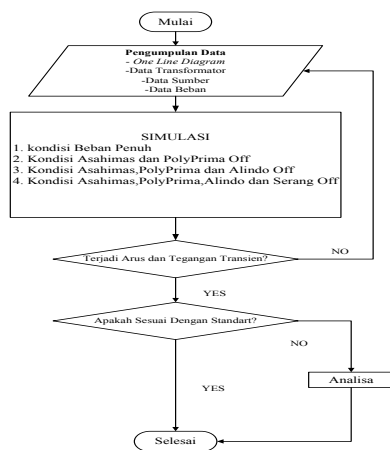 Mulai
Pengumpulan Data
- One Line Diagram
-Data Transformator
-Data Sumber
-Data Beban
SIMULASI
1. kondisi Beban Penuh
2. Kondisi Asahimas dan PolyPrima Off
3. Kondisi Asahimas,PolyPrima dan Alindo Off
4. Kondisi Asahimas,PolyPrima,Alindo dan Serang Off
Terjadi Arus dan Tegangan Transien?
NO
YES
Apakah Sesuai Dengan Standart?
NO
Analisa
YES
Selesai